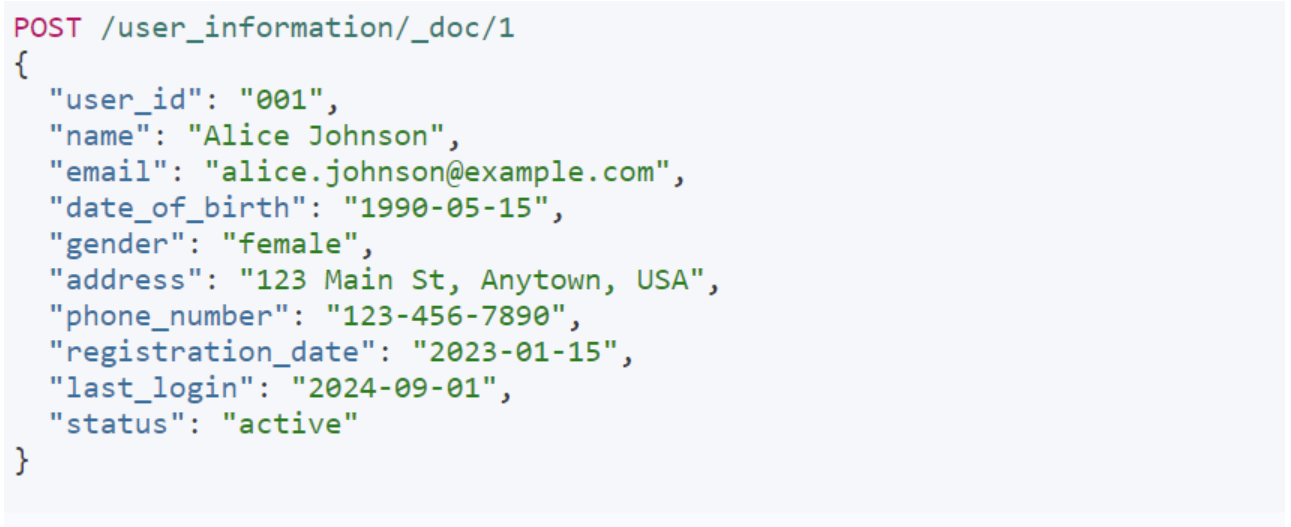 POST /user_information/_doc/1
{
"user_id": "001",
"name": "Alice Johnson",
"email": "alice.johnson@example.com",
"date_of_birth": "1990-05-15",
"gender": "female",
"address": "123 Main St, Anytown, USA",
"phone_number": "123-456-7890",
"registration_date": "2023-01-15",
"last_login": "2024-09-01",
"status": "active"
}